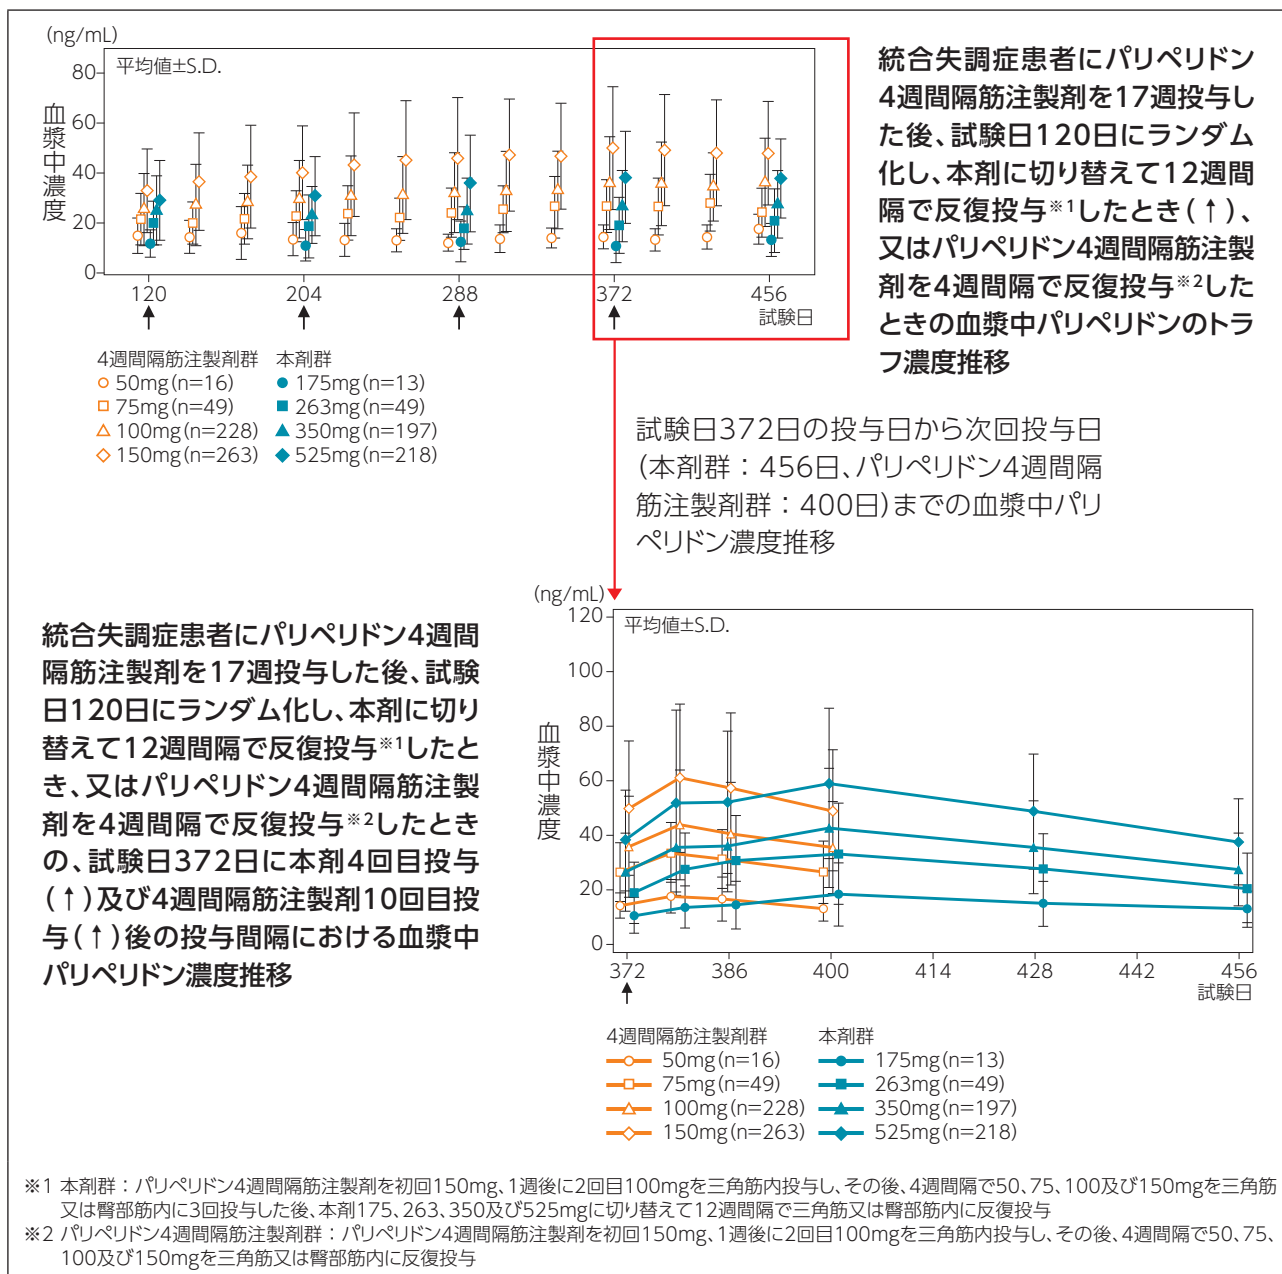 (ng/mL)
平均値±S.D.
血漿中濃度
80
60
40
20
0
120
204
288
372
456
試験日
4週間隔筋注製剤群 本剤群
50mg(n=16) 175mg(n=13)
75mg(n=49) 263mg(n=49)
100mg(n=228) 350mg(n=197)
150mg(n=263) 525mg(n=218)
統合失調症患者にパリペリドン
4週間隔筋注製剤を17週投与し
た後、試験日120日にランダム
化し、本剤に切り替えて12週間
隔で反復投与※1したとき(↑)、
又はパリペリドン4週間隔筋注製
剤を4週間隔で反復投与※2した
ときの血漿中パリペリドンのトラ
フ濃度推移
試験日372日の投与日から次回投与日
(本剤群：456日、パリペリドン4週間隔
筋注製剤群：400日)までの血漿中パリ
ペリドン濃度推移
統合失調症患者にパリペリドン4週間
隔筋注製剤を17週投与した後、試験
日120日にランダム化し、本剤に切り
替えて12週間隔で反復投与※1したと
き、又はパリペリドン4週間隔筋注製
剤を4週間隔で反復投与※2したとき
の、試験日372日に本剤4回目投与
(↑)及び4週間隔筋注製剤10回目投
与(↑)後の投与間隔における血漿中
パリペリドン濃度推移
(ng/mL)
平均値±S.D.
血漿中濃度
120
100
80
60
40
20
0
372
386
400
414
428
442
456
試験日
4週間隔筋注製剤群 本剤群
50mg(n=16) 175mg(n=13)
75mg(n=49) 263mg(n=49)
100mg(n=228) 350mg(n=197)
150mg(n=263) 525mg(n=218)
※1 本剤群：パリペリドン4週間隔筋注製剤を初回150mg、1週後に2回目100mgを三角筋内投与し、その後、4週間隔で50、75、100及び150mgを三角筋
又は臀部筋内に3回投与した後、本剤175、263、350及び525mgに切り替えて12週間隔で三角筋又は臀部筋内に反復投与
※2 パリペリドン4週間隔筋注製剤群：パリペリドン4週間隔筋注製剤を初回150mg、1週後に2回目100mgを三角筋内投与し、その後、4週間隔で50、75、
100及び150mgを三角筋又は臀部筋内に反復投与